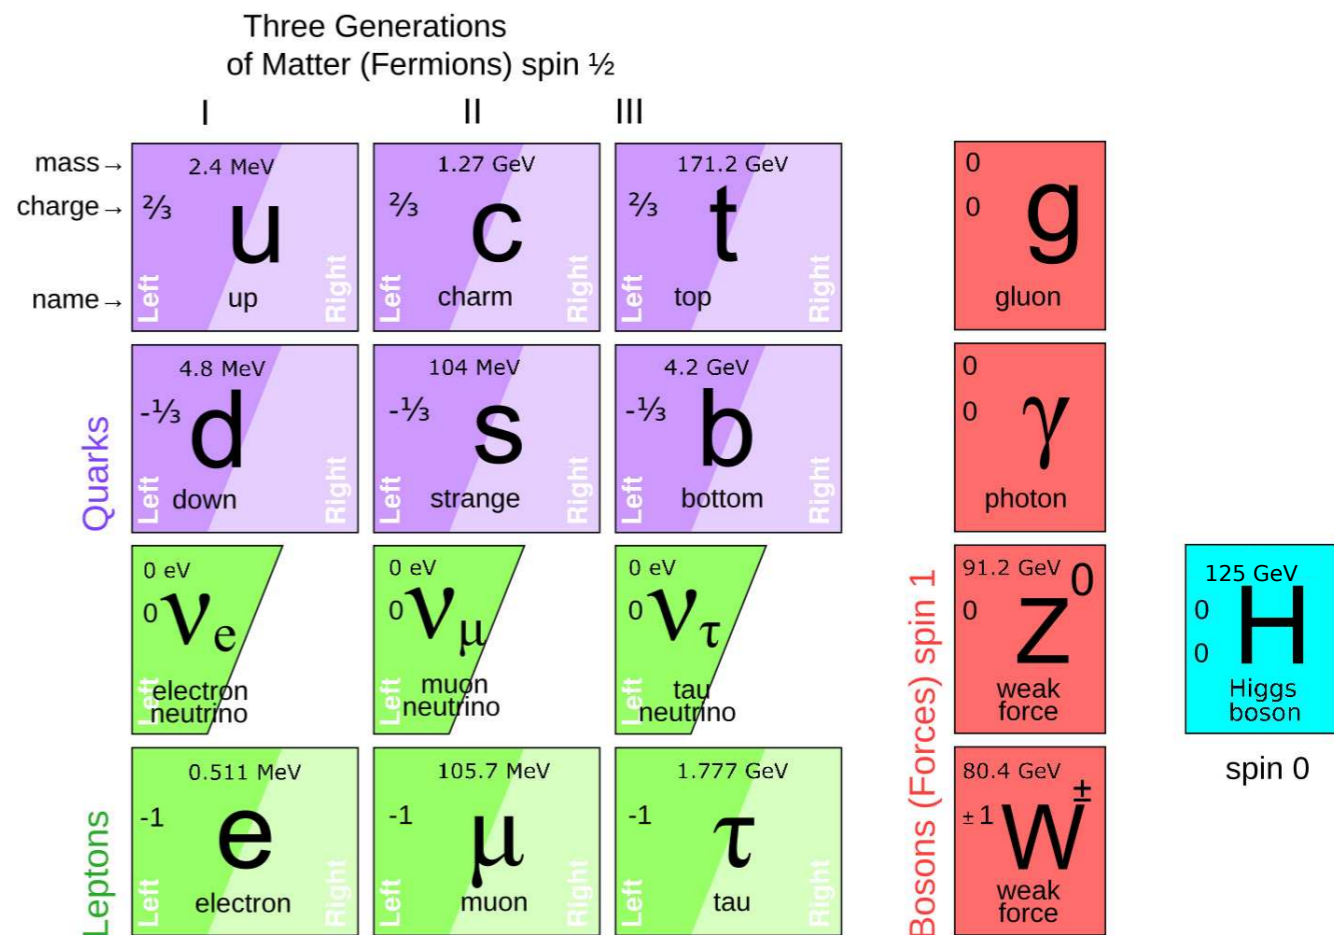 Three Generations
of Matter (Fermions) spin ½
I II III
mass→
charge→
name→
2.4 MeV
⅔
u
Left
up
Right
1.27 GeV
⅔
c
Left
charm
Right
171.2 GeV
⅔
t
Left
top
Right
0
0
g
gluon
Quarks
4.8 MeV
-⅓
d
Left
down
Right
104 MeV
-⅓
s
Left
strange
Right
4.2 GeV
-⅓
b
Left
bottom
Right
0
0
γ
photon
0 eV
0
νe
Left
electron
neutrino
0 eV
0
νμ
Left
muon
neutrino
0 eV
0
ντ
Left
tau
neutrino
Bosons (Forces) spin 1
91.2 GeV
0
Z0
weak
force
125 GeV
0
0
H
Higgs
boson
spin 0
Leptons
0.511 MeV
-1
e
Left
electron
Right
105.7 MeV
-1
μ
Left
muon
Right
1.777 GeV
-1
τ
Left
tau
Right
80.4 GeV
±1
W±
weak
force